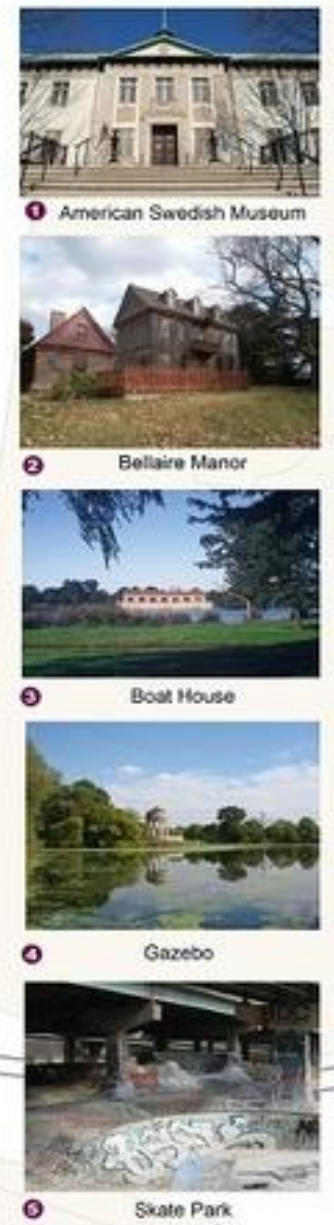 1 American Swedish Museum
2 Bellaire Manor
3 Boat House
4 Gazebo
5 Skate Park